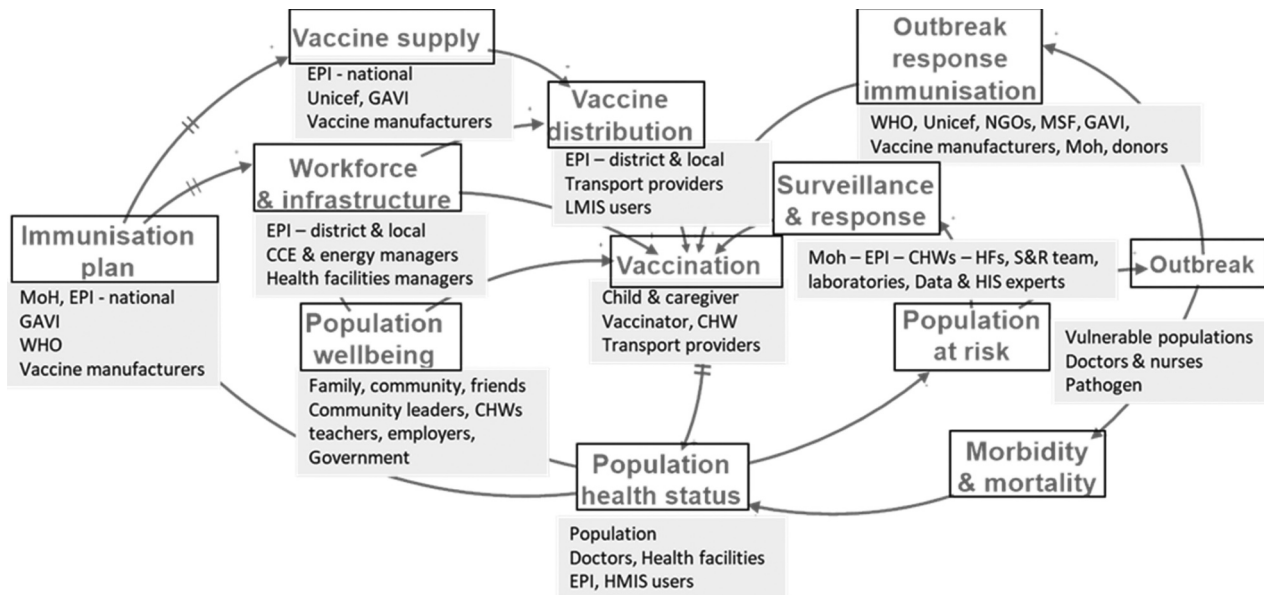 Vaccine supply
EPI - national
Unicef, GAVI
Vaccine manufacturers
Outbreak
response
immunisation
WHO, Unicef, NGOs, MSF, GAVI,
Vaccine manufacturers, Moh, donors
Vaccine
distribution
EPI – district & local
Transport providers
LMIS users
Workforce
& infrastructure
EPI – district & local
CCE & energy managers
Health facilities managers
Surveillance
& response
Moh – EPI – CHWs – HFs, S&R team,
laboratories, Data & HIS experts
Immunisation
plan
MoH, EPI - national
GAVI
WHO
Vaccine manufacturers
Vaccination
Child & caregiver
Vaccinator, CHW
Transport providers
Outbreak
Vulnerable populations
Doctors & nurses
Pathogen
Population
wellbeing
Family, community, friends
Community leaders, CHWs
teachers, employers,
Government
Population
at risk
Population
health status
Population
Doctors, Health facilities
EPI, HMIS users
Morbidity
& mortality